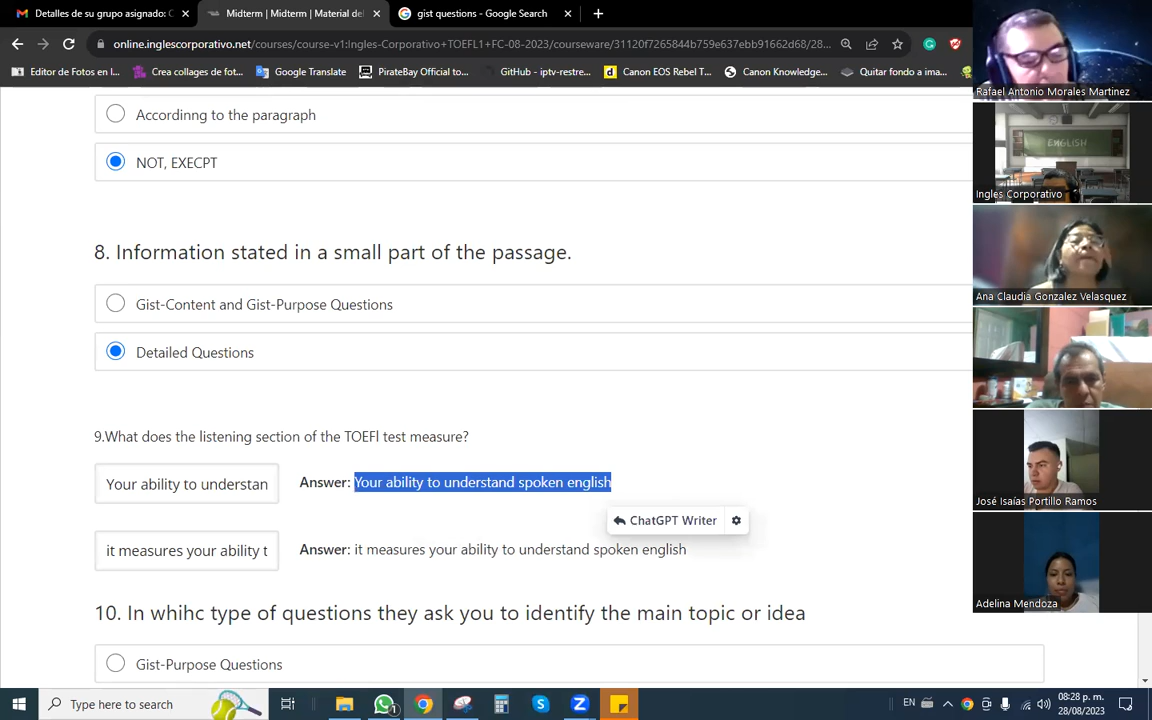 Detalles de su grupo asignado: C
Midterm | Midterm | Material de
gist questions - Google Search
online.inglescorporativo.net/courses/course-v1:Ingles-Corporativo+TOEFL1+FC-08-2023/courseware/31120f7265844b759e637ebb91662d68/28...
Editor de Fotos en l...
Crea collages de fot...
Google Translate
PirateBay Official to...
GitHub - iptv-restre...
Canon EOS Rebel T...
Canon Knowledge...
Quitar fondo a ima...
Rafael Antonio Morales Martinez
ENGLISH
Ingles Corporativo
Ana Claudia Gonzalez Velasquez
José Isaías Portillo Ramos
Adelina Mendoza
Accordinng to the paragraph
NOT, EXECPT
8. Information stated in a small part of the passage.
Gist-Content and Gist-Purpose Questions
Detailed Questions
9.What does the listening section of the TOEFl test measure?
Your ability to understan
Answer: Your ability to understand spoken english
ChatGPT Writer
it measures your ability t
Answer: it measures your ability to understand spoken english
10. In whihc type of questions they ask you to identify the main topic or idea
Gist-Purpose Questions
Type here to search
1
EN
08:28 p. m.
28/08/2023